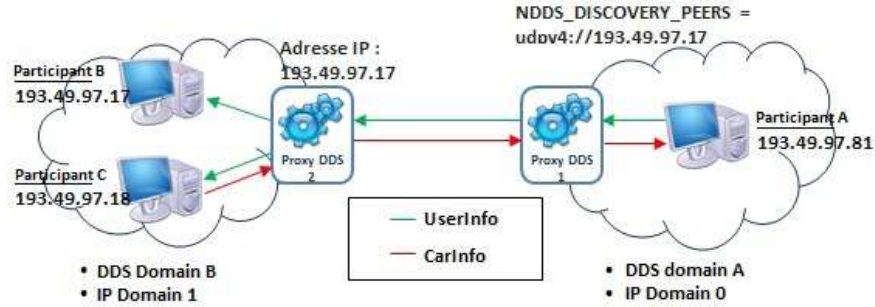 NDDS_DISCOVERY_PEERS =
udpv4://193.49.97.17
Adresse IP :
193.49.97.17
Participant B
193.49.97.17
Participant A
193.49.97.81
Proxy DDS
2
Proxy DDS
1
Participant C
193.49.97.18
UserInfo
CarInfo
• DDS Domain B
• IP Domain 1
• DDS domain A
• IP Domain 0